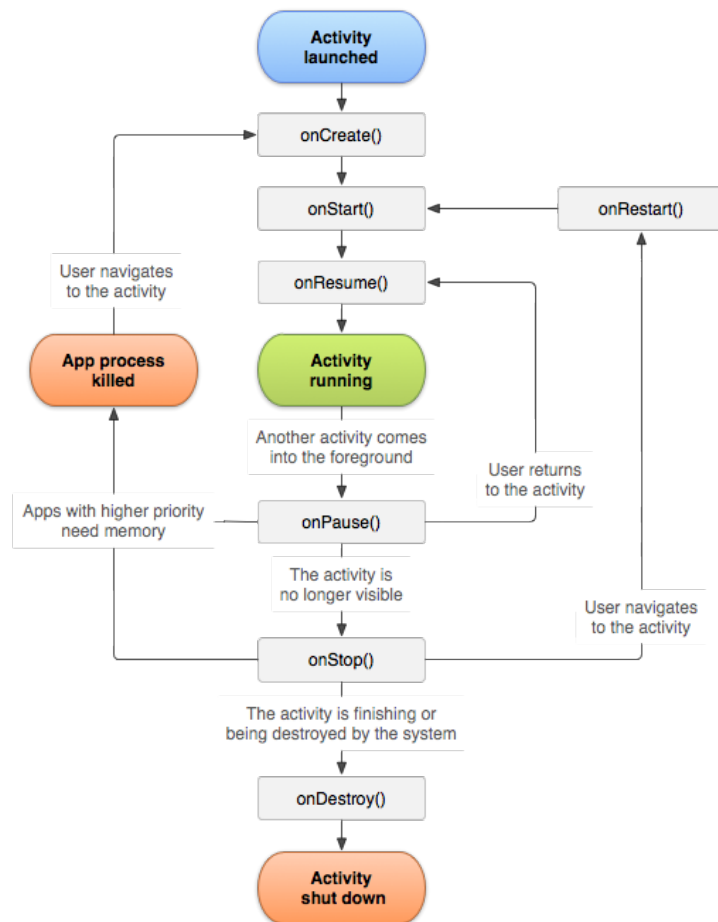 Activity
launched
onCreate()
onStart()
onRestart()
onResume()
User navigates
to the activity
App process
killed
Activity
running
Another activity comes
into the foreground
User returns
to the activity
Apps with higher priority
need memory
onPause()
The activity is
no longer visible
User navigates
to the activity
onStop()
The activity is finishing or
being destroyed by the system
onDestroy()
Activity
shut down